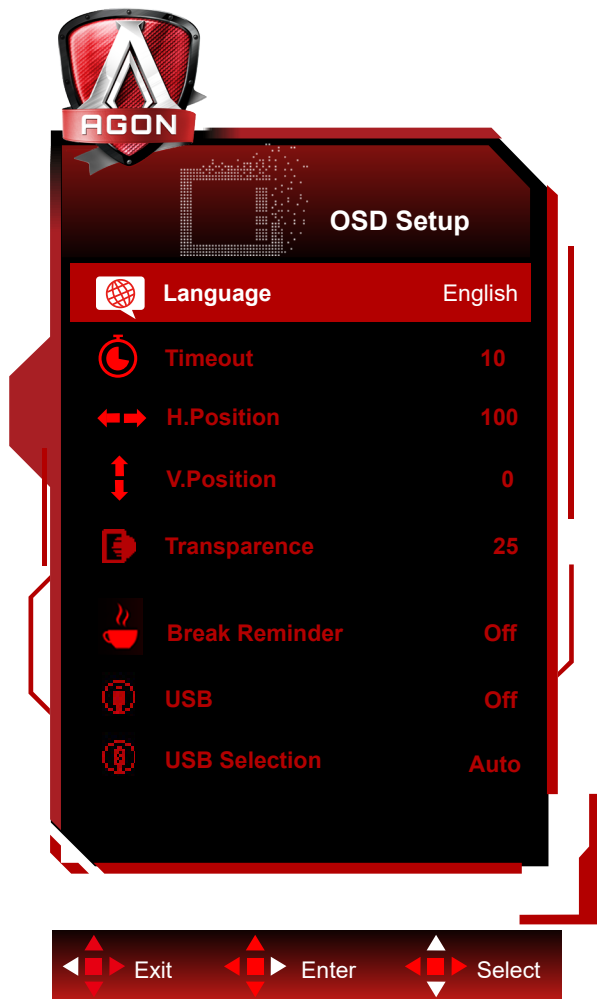 AGON
OSD Setup
Language English
Timeout 10
H.Position 100
V.Position 0
Transparence 25
Break Reminder Off
USB Off
USB Selection Auto
Exit Enter Select